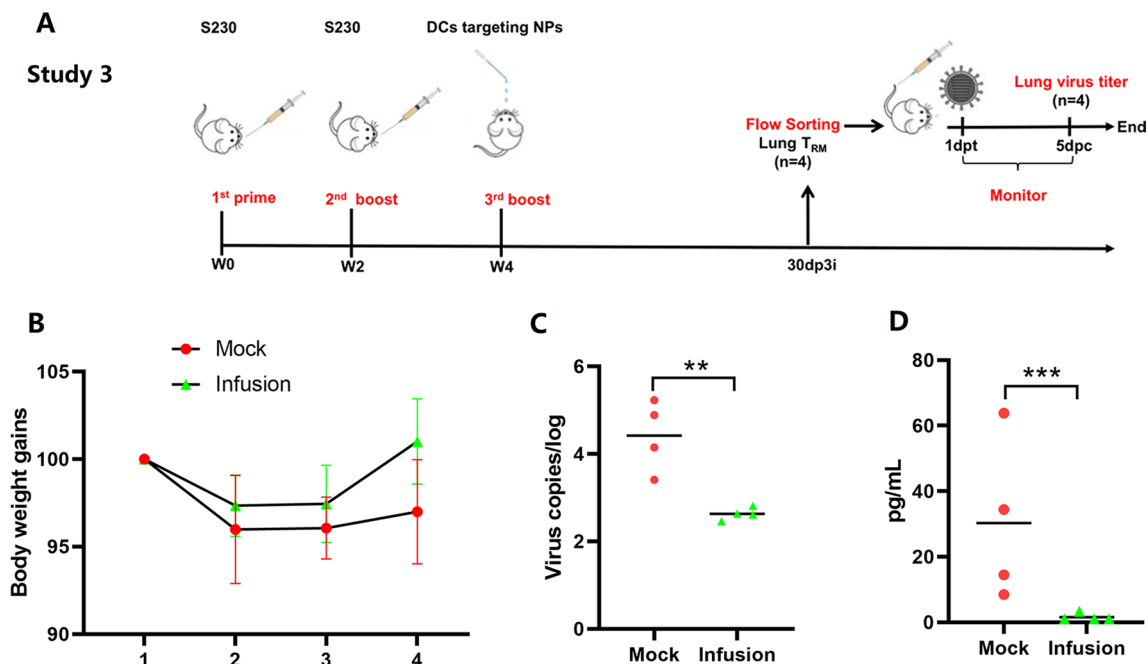 A
S230
S230
DCs targeting NPs
Study 3
Lung virus titer
(n=4)
Flow Sorting
Lung TRM
(n=4)
End
1dpt
5dpc
Monitor
1st prime
2nd boost
3rd boost
W0
W2
W4
30dp3i
B
Mock
Infusion
105
100
95
90
Body weight gains
1
2
3
4
C
**
6
4
2
0
Virus copies/log
Mock
Infusion
D
***
80
60
40
20
0
pg/mL
Mock
Infusion